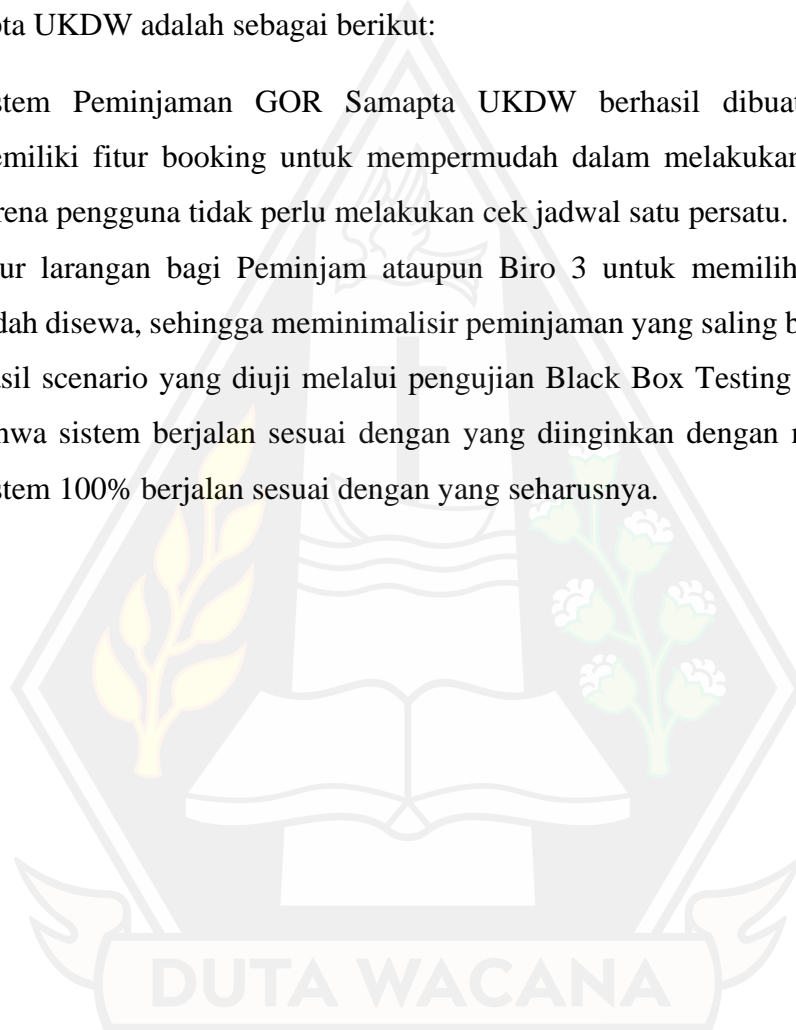 pta UKDW adalah sebagai berikut:
stem Peminjaman GOR Samapta UKDW berhasil dibuat
emiliki fitur booking untuk mempermudah dalam melakukan
rena pengguna tidak perlu melakukan cek jadwal satu persatu.
ur larangan bagi Peminjam ataupun Biro 3 untuk memilih
dah disewa, sehingga meminimalisir peminjaman yang saling b
asil scenario yang diuji melalui pengujian Black Box Testing
hwa sistem berjalan sesuai dengan yang diinginkan dengan
stem 100% berjalan sesuai dengan yang seharusnya.
DUTA WACANA